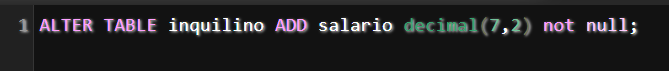 1 ALTER TABLE inquilino ADD salario decimal(7,2) not null;